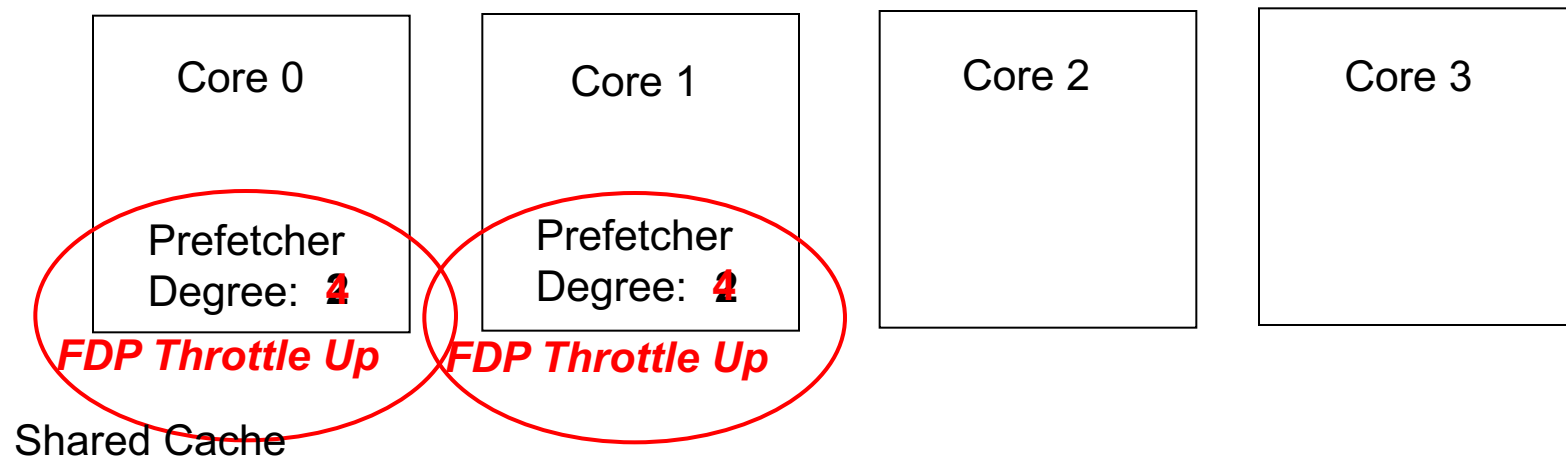 Core 0
Core 1
Core 2
Core 3
Prefetcher
Degree:
Prefetcher
Degree:
FDP Throttle Up
FDP Throttle Up
Shared Cache